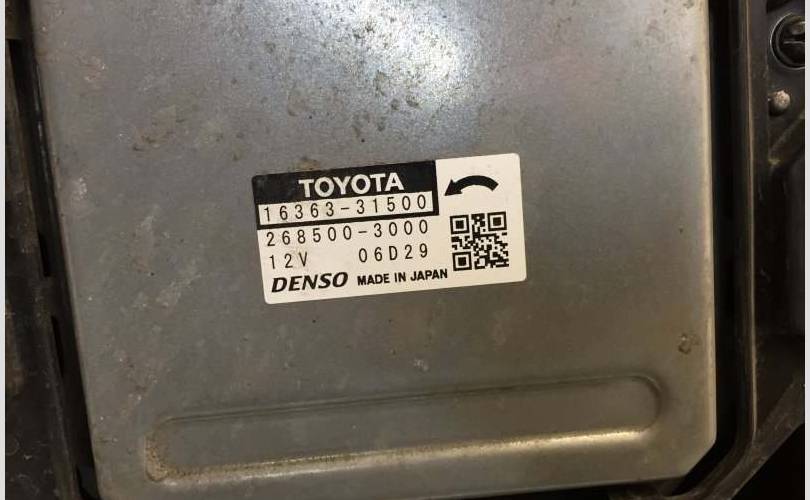 TOYOTA
16363-31500
268500-3000
12V 06D29
DENSO MADE IN JAPAN